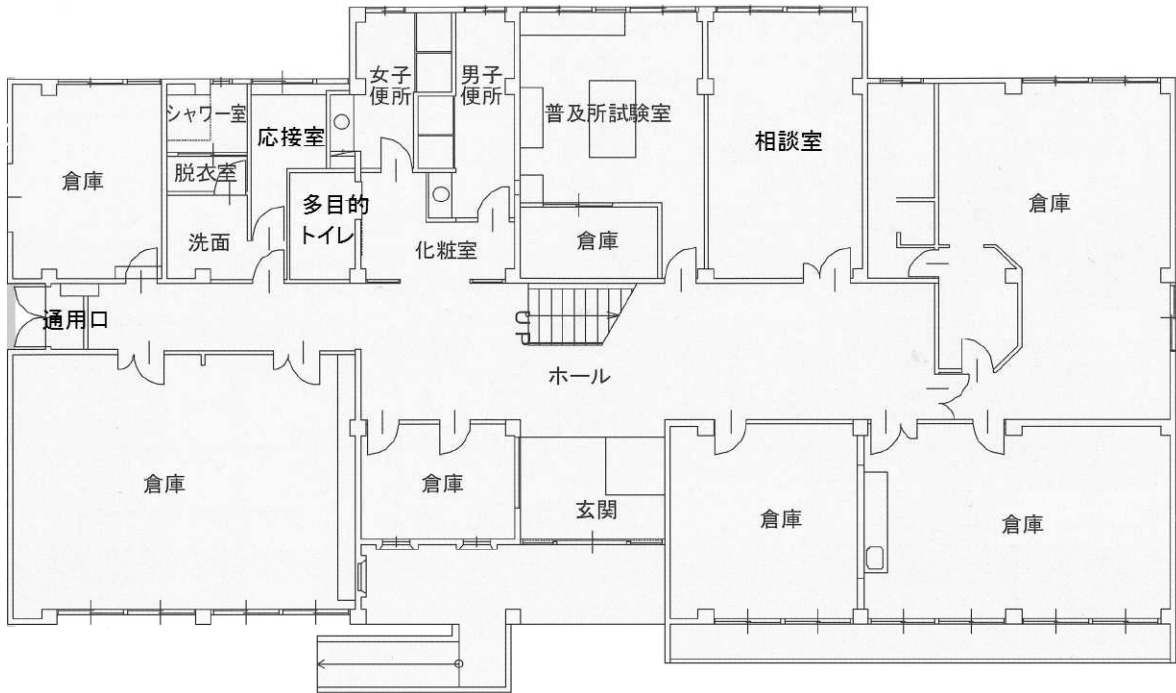 女子
便所
男子
便所
シャワー室
応接室
普及所試験室
相談室
倉庫
脱衣室
多目的
トイレ
倉庫
洗面
化粧室
倉庫
通用口
ホール
倉庫
倉庫
玄関
倉庫
倉庫